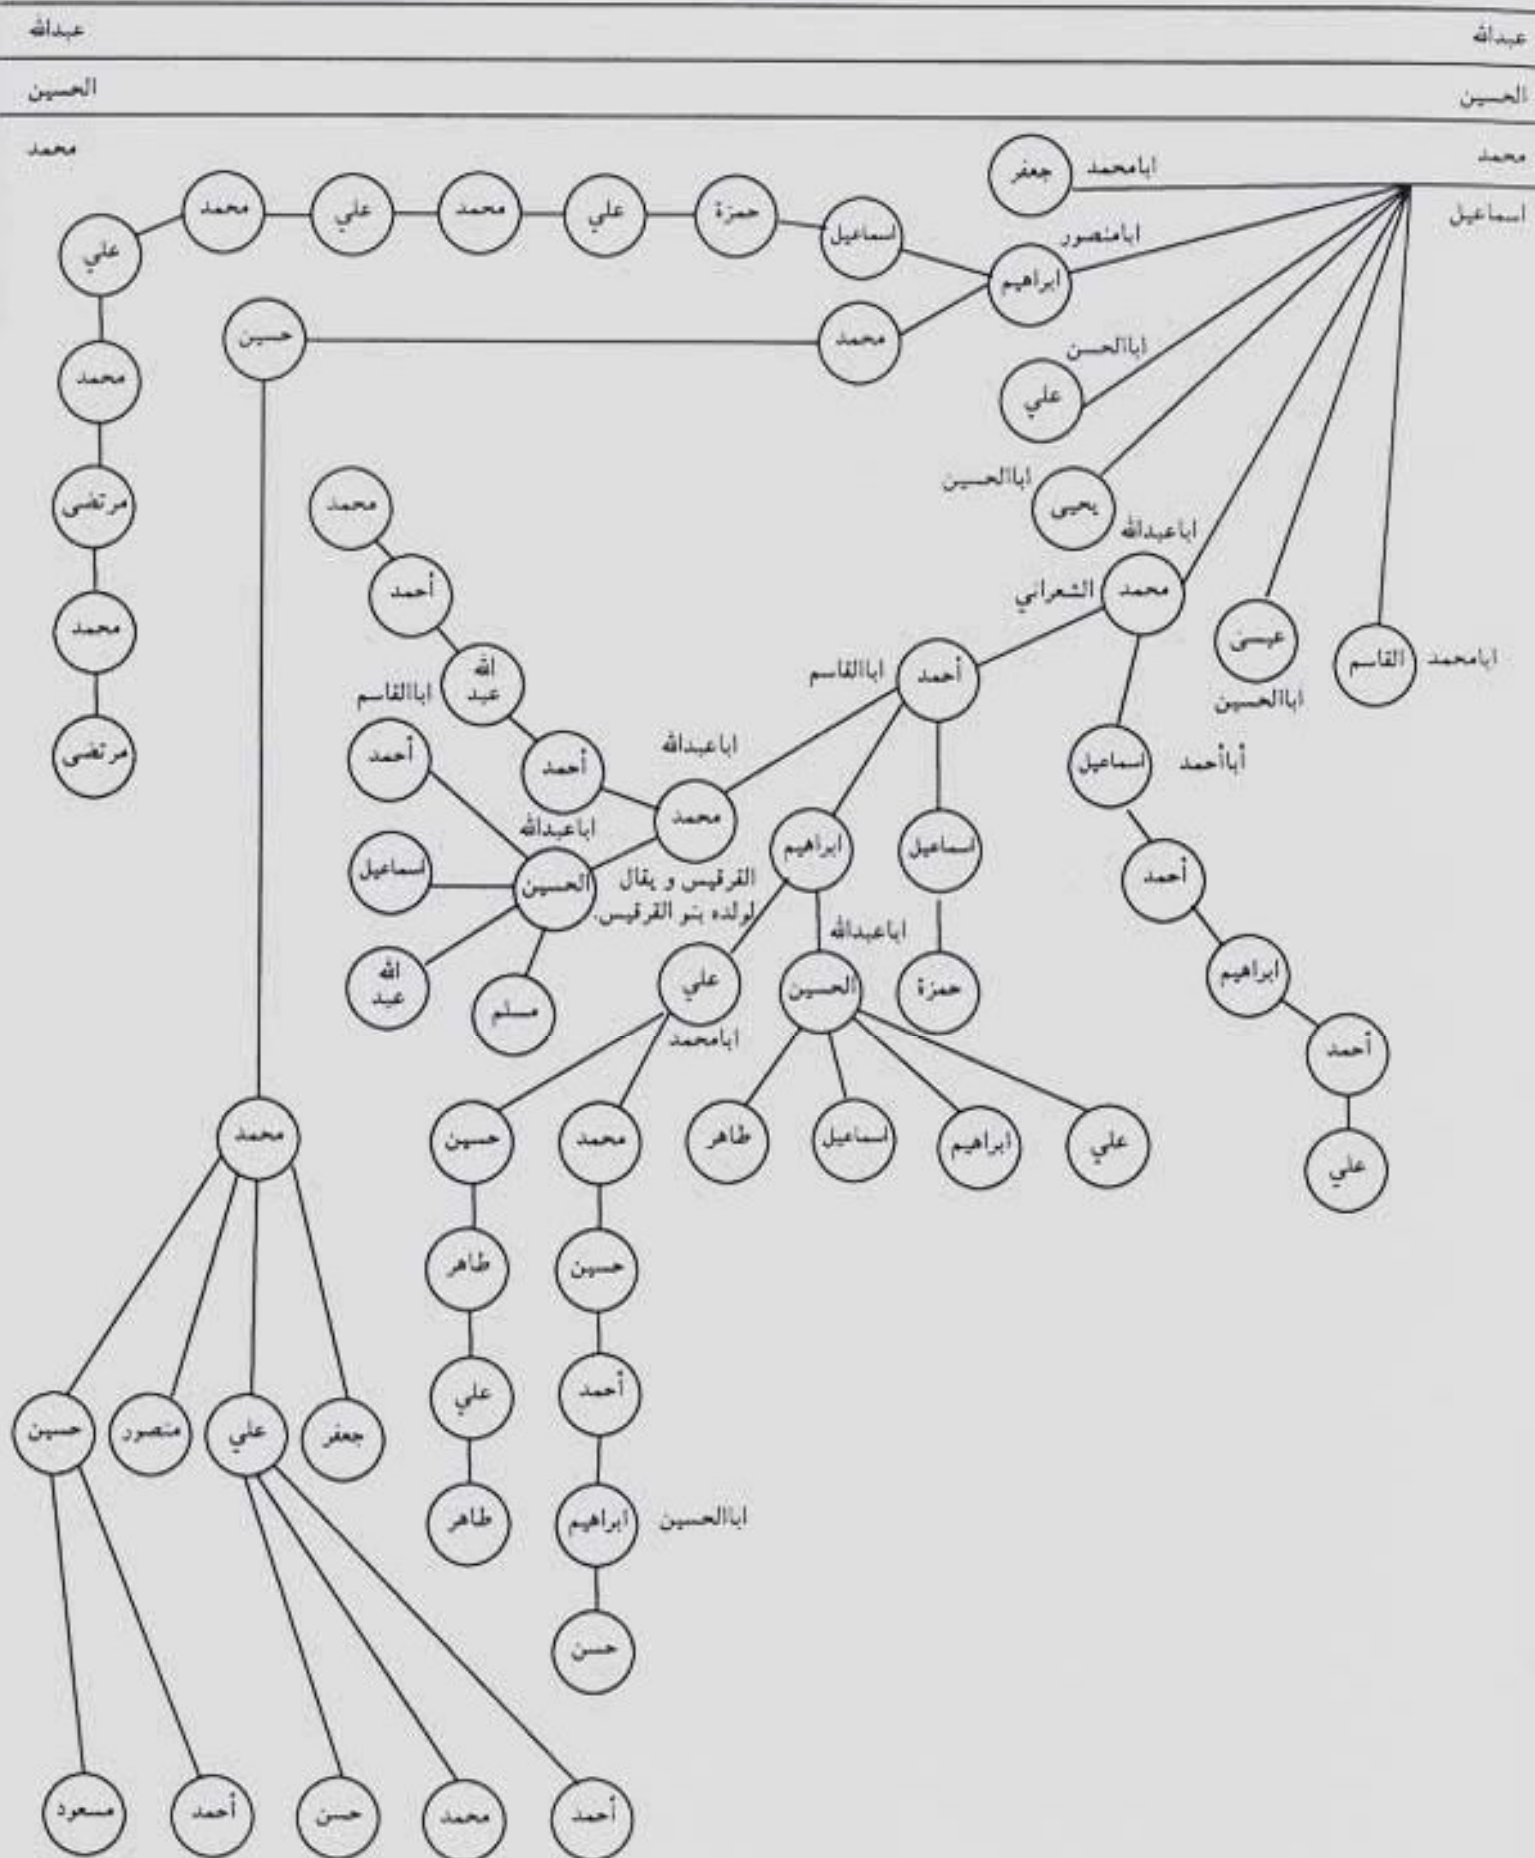 عبدالله
عبدالله
الحسين
الحسين
محمد
محمد
اسماعيل
ابامحمد
جعفر
ابامنصور
ابراهيم
اسماعيل
حمزة
علي
محمد
علي
محمد
علي
محمد
مرتضى
محمد
مرتضى
محمد
حسين
اباالحسن
علي
اباالحسين
يحيى
اباعبدالله
محمد
الشعراني
عيسى
اباالحسين
القاسم
ابامحمد
أحمد
اباالقاسم
اسماعيل
أباأحمد
أحمد
ابراهيم
أحمد
علي
محمد
أحمد
الله
عبد
أحمد
اباعبدالله
محمد
القرقيس و يقال
لولده بنو القرقيس.
اباالقاسم
أحمد
اباعبدالله
الحسين
اسماعيل
الله
عبد
مسلم
ابراهيم
اسماعيل
حمزة
اباعبدالله
الحسين
علي
ابامحمد
علي
ابراهيم
اسماعيل
طاهر
محمد
حسين
حسين
طاهر
أحمد
علي
ابراهيم
اباالحسين
طاهر
حسن
محمد
جعفر
علي
منصور
حسين
أحمد
محمد
حسن
أحمد
مسعود